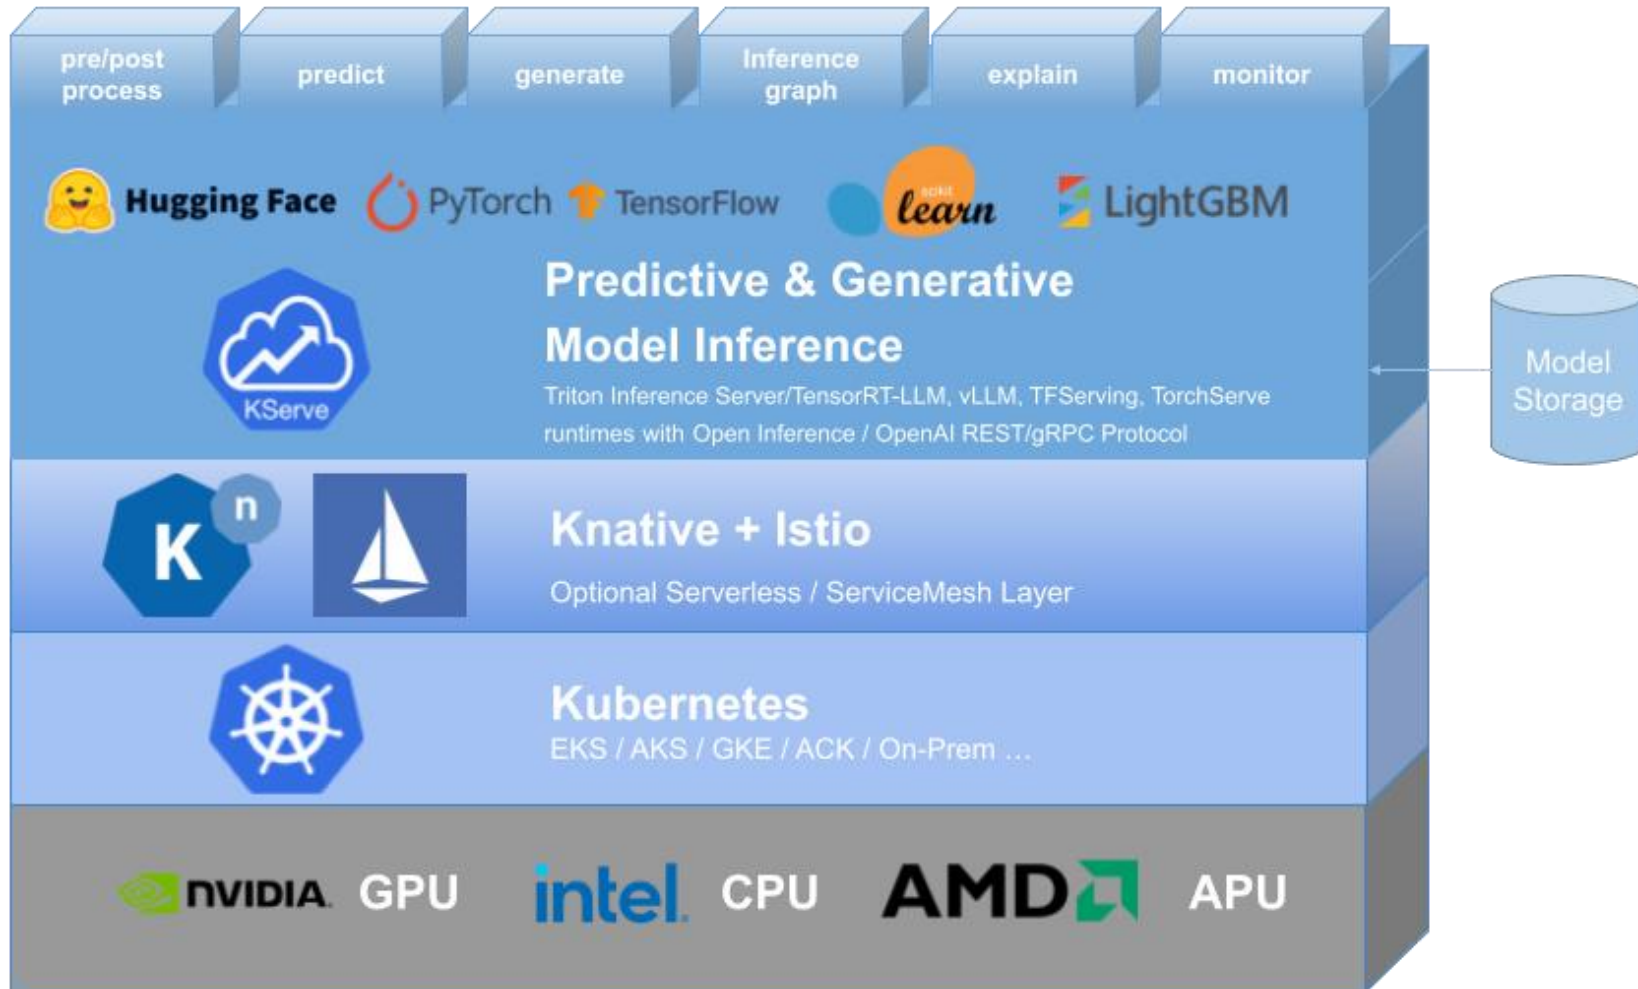 pre/post
process
predict
generate
Inference
graph
explain
monitor
Hugging Face
PyTorch
TensorFlow
scikit
learn
LightGBM
Predictive & Generative
Model Inference
KServe
Triton Inference Server/TensorRT-LLM, vLLM, TFServing, TorchServe
runtimes with Open Inference / OpenAI REST/gRPC Protocol
Model
Storage
K
n
Knative + Istio
Optional Serverless / ServiceMesh Layer
Kubernetes
EKS / AKS / GKE / ACK / On-Prem ...
NVIDIA. GPU
intel. CPU
AMD APU